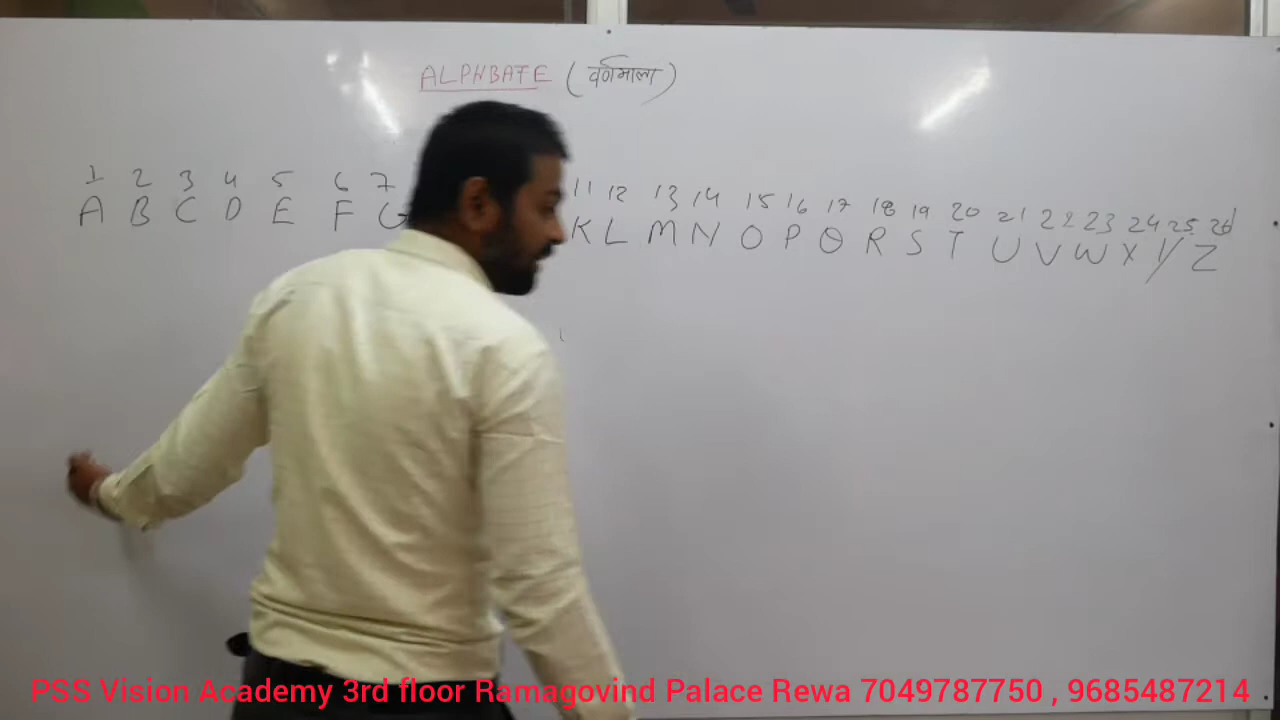 ALPHBATE (वर्णमाला)
1 2 3 4 5 6 7 11 12 13 14 15 16 17 18 19 20 21 22 23 24 25 26
A B C D E F G K L M N O P Q R S T U V W X Y Z
PSS Vision Academy 3rd floor Ramagovind Palace Rewa 7049787750 , 9685487214